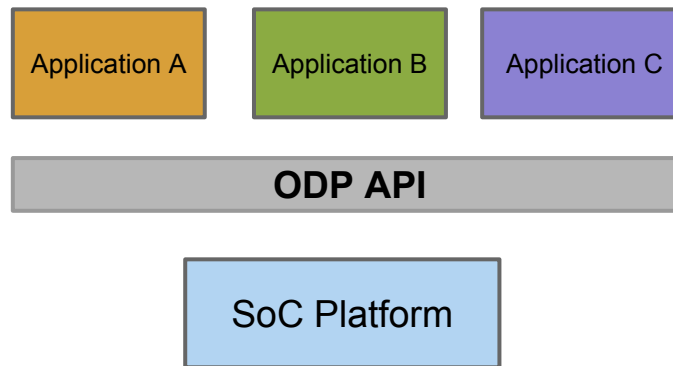 Application A
Application B
Application C
ODP API
SoC Platform